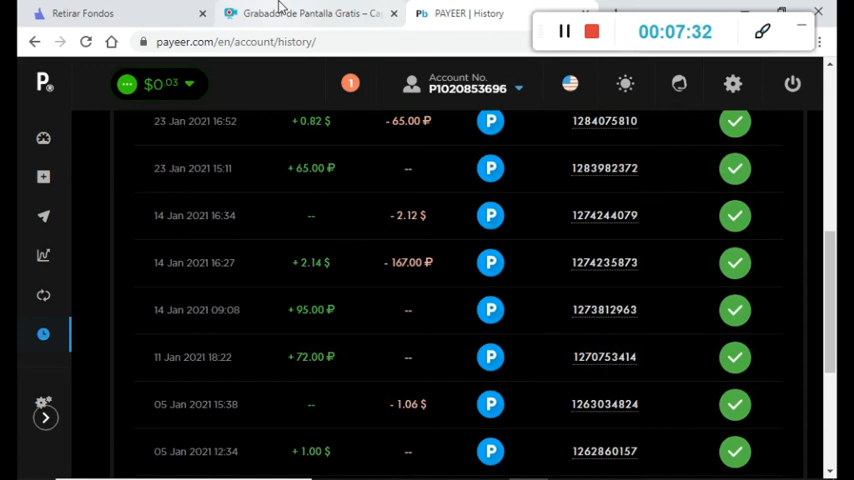 Retirar Fondos
Grabador de Pantalla Gratis – Ca
Pb PAYEER | History
00:07:32
payeer.com/en/account/history/
P
$0.03
1
Account No.
P1020853696
23 Jan 2021 16:52 + 0.82 $ - 65.00 ₽ P 1284075810
23 Jan 2021 15:11 + 65.00 ₽ -- P 1283982372
14 Jan 2021 16:34 -- - 2.12 $ P 1274244079
14 Jan 2021 16:27 + 2.14 $ - 167.00 ₽ P 1274235873
14 Jan 2021 09:08 + 95.00 ₽ -- P 1273812963
11 Jan 2021 18:22 + 72.00 ₽ -- P 1270753414
05 Jan 2021 15:38 -- - 1.06 $ P 1263034824
05 Jan 2021 12:34 + 1.00 $ -- P 1262860157